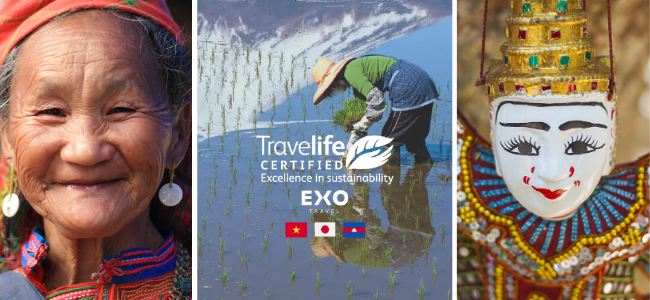 Travelife
CERTIFIED
Excellence in sustainability
EXO
TRAVEL